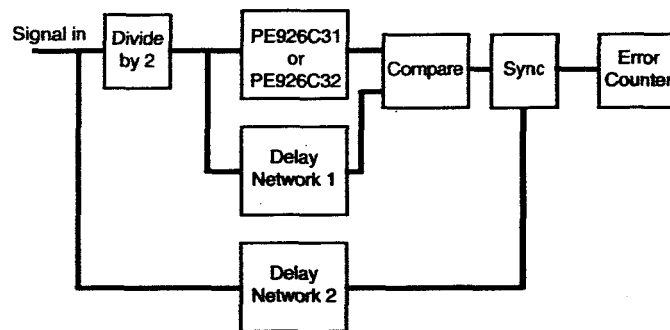 Signal in
Divide
by 2
PE926C31
or
PE926C32
Compare
Sync
Error
Counter
Delay
Network 1
Delay
Network 2